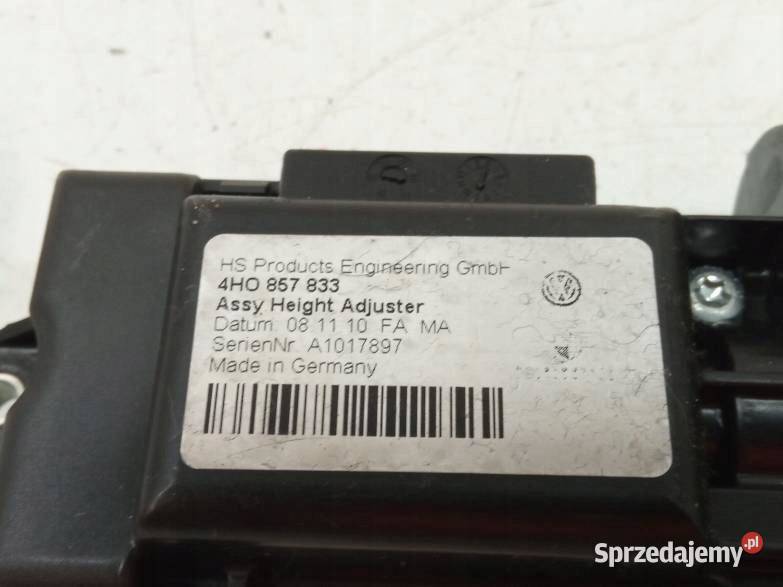 HS Products Engineering GmbH
4HO 857 833
Assy Height Adjuster
Datum: 08 11 10 FA MA
SerienNr. A1017897
Made in Germany
Sprzedajemy.pl